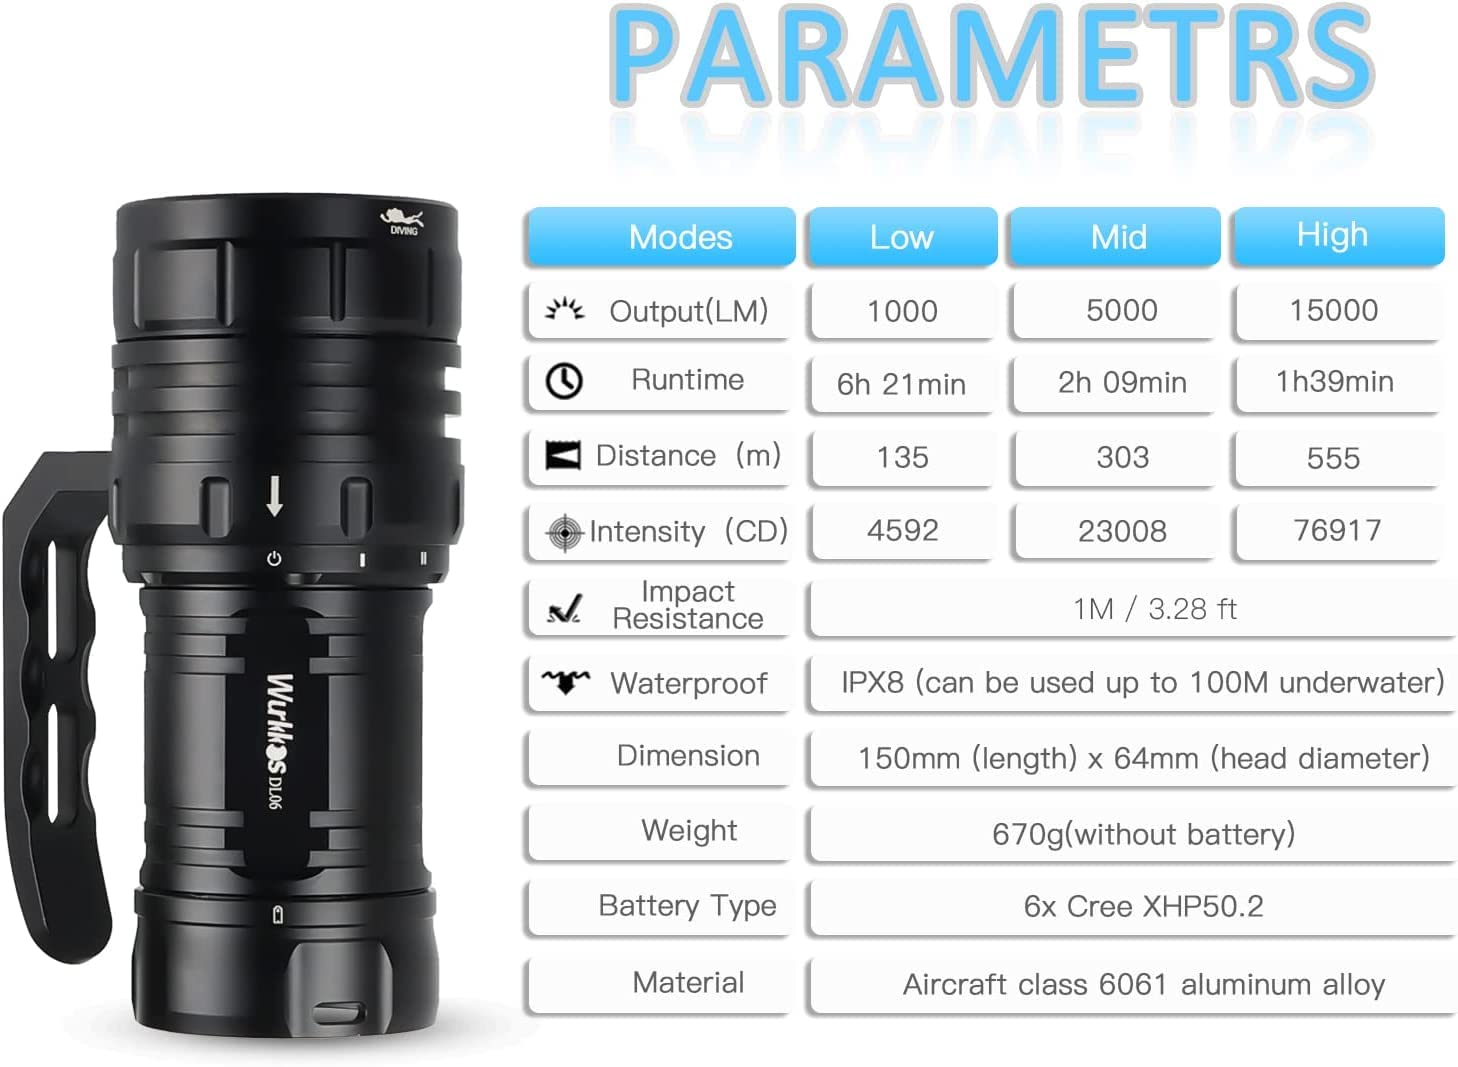 PARAMETRS
Modes Low Mid High
Output(LM) 1000 5000 15000
Runtime 6h 21min 2h 09min 1h39min
Distance (m) 135 303 555
Intensity (CD) 4592 23008 76917
Impact
Resistance
1M / 3.28 ft
Waterproof IPX8 (can be used up to 100M underwater)
Dimension 150mm (length) x 64mm (head diameter)
Weight 670g(without battery)
Battery Type 6x Cree XHP50.2
Material Aircraft class 6061 aluminum alloy
DIVING
I II
Wurkkos DL06